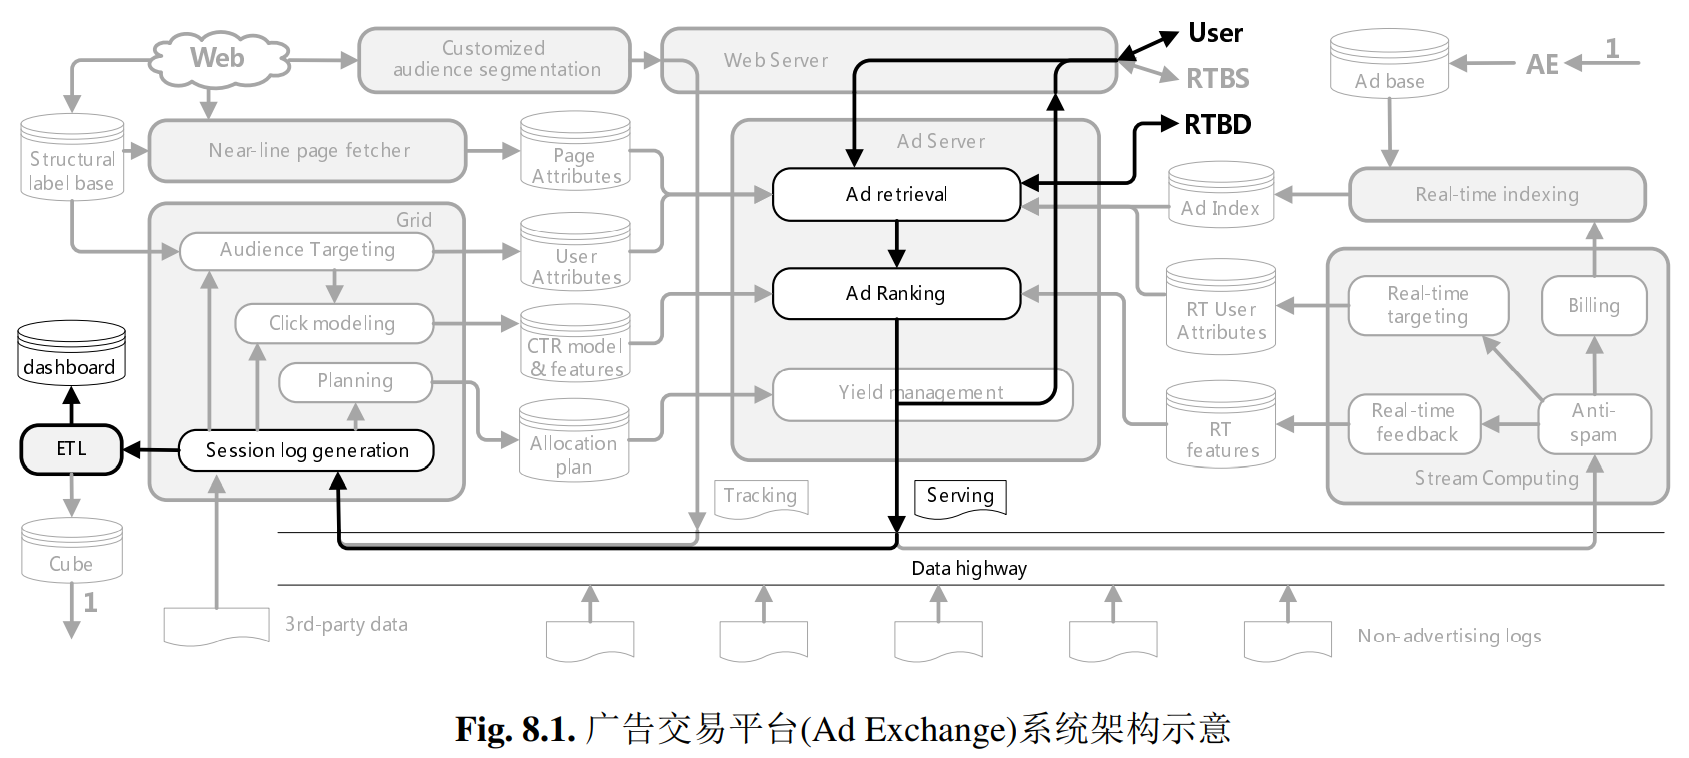 Web
Customized
audience segmentation
Web Server
User
RTBS
RTBD
Ad base
AE
1
Structural
label base
Near-line page fetcher
Page
Attributes
Ad Server
Ad retrieval
Ad Index
Real-time indexing
Grid
Audience Targeting
User
Attributes
Ad Ranking
RT User
Attributes
Real-time
targeting
Billing
Click modeling
CTR model
& features
dashboard
Planning
Yield management
ETL
Session log generation
Allocation
plan
RT
features
Real-time
feedback
Anti-
spam
Stream Computing
Tracking
Serving
Cube
1
Data highway
3rd-party data
Non-advertising logs
Fig. 8.1. 广告交易平台(Ad Exchange)系统架构示意